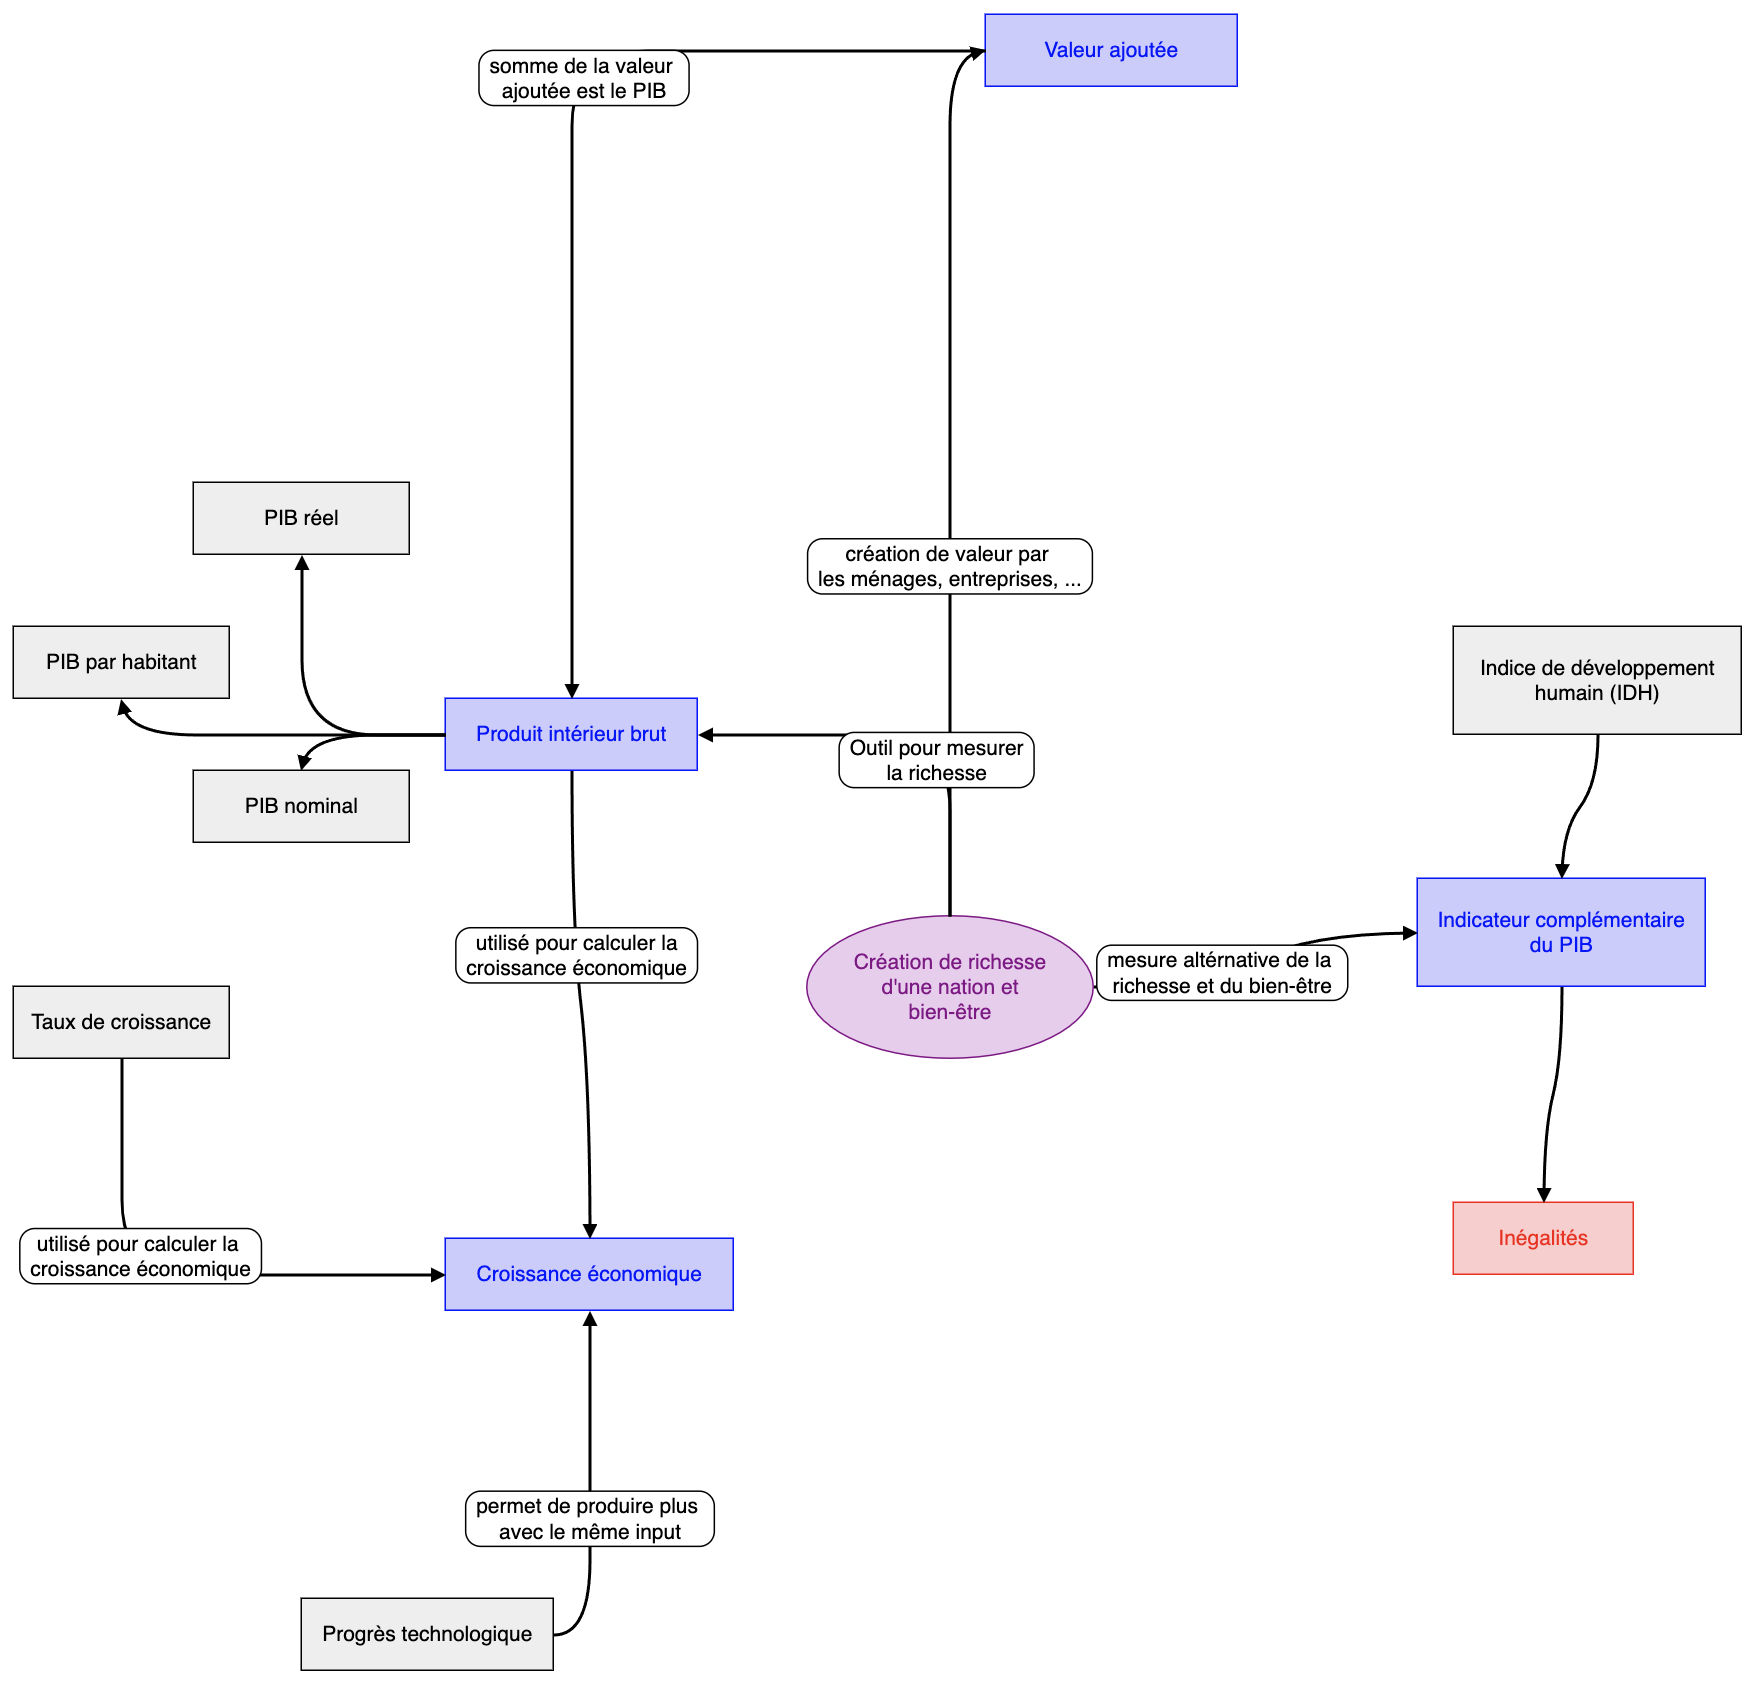 Valeur ajoutée
somme de la valeur
ajoutée est le PIB
PIB réel
création de valeur par
les ménages, entreprises, ...
PIB par habitant
Indice de développement
humain (IDH)
Produit intérieur brut
Outil pour mesurer
la richesse
PIB nominal
Indicateur complémentaire
du PIB
utilisé pour calculer la
croissance économique
Création de richesse
d'une nation et
bien-être
mesure altérnative de la
richesse et du bien-être
Taux de croissance
utilisé pour calculer la
croissance économique
Croissance économique
Inégalités
permet de produire plus
avec le même input
Progrès technologique